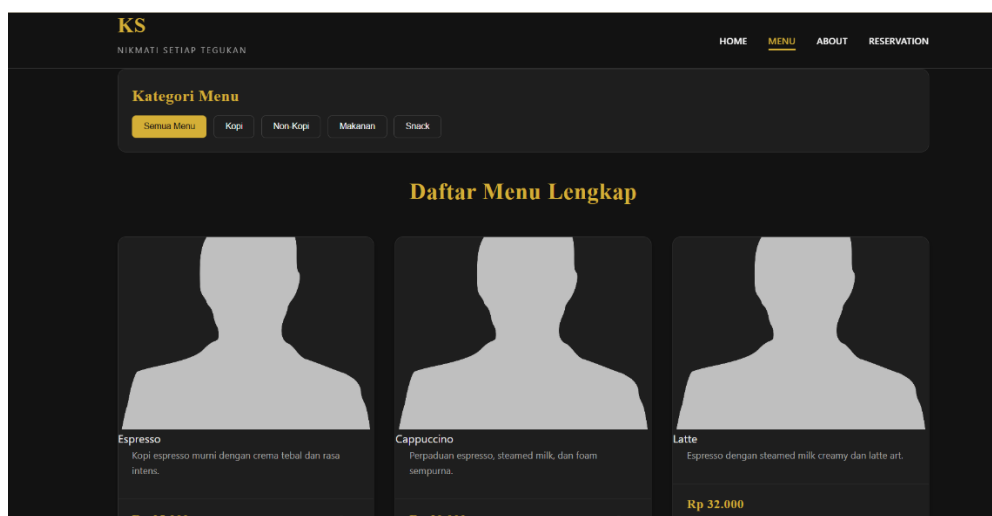 KS
NIKMATI SETIAP TEGUKAN
HOME MENU ABOUT RESERVATION
Kategori Menu
Semua Menu Kopi Non-Kopi Makanan Snack
Daftar Menu Lengkap
Espresso
Kopi espresso murni dengan crema tebal dan rasa
intens.
Cappuccino
Perpaduan espresso, steamed milk, dan foam
sempurna.
Latte
Espresso dengan steamed milk creamy dan latte art.
Rp 32.000